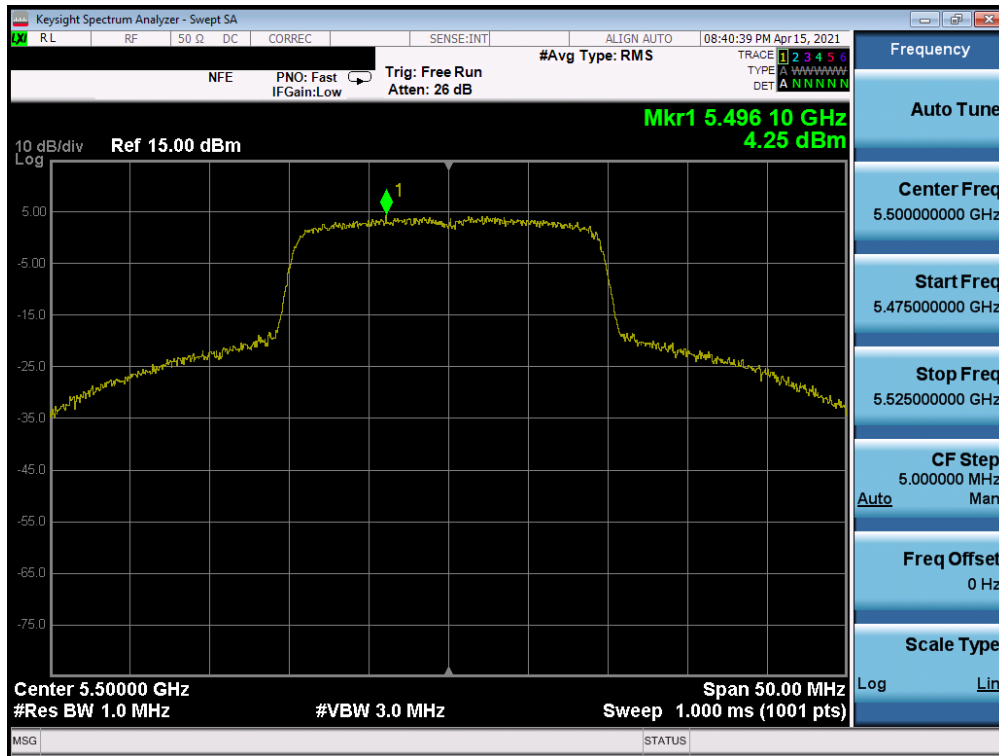 Keysight Spectrum Analyzer - Swept SA
LXI RL RF 50 Ω DC CORREC SENSE:INT ALIGN AUTO 08:40:39 PM Apr 15, 2021
NFE PNO: Fast Trig: Free Run #Avg Type: RMS TRACE 1 2 3 4 5 6
IFGain:Low Atten: 26 dB TYPE A WWWWW
DET A N N N N N
Mkr1 5.496 10 GHz
4.25 dBm
10 dB/div Ref 15.00 dBm
Log
1
5.00
-5.00
-15.0
-25.0
-35.0
-45.0
-55.0
-65.0
-75.0
Center 5.50000 GHz Span 50.00 MHz
#Res BW 1.0 MHz #VBW 3.0 MHz Sweep 1.000 ms (1001 pts)
MSG STATUS
Frequency
Auto Tune
Center Freq
5.500000000 GHz
Start Freq
5.475000000 GHz
Stop Freq
5.525000000 GHz
CF Step
5.000000 MHz
Auto Man
Freq Offset
0 Hz
Scale Type
Log Lin